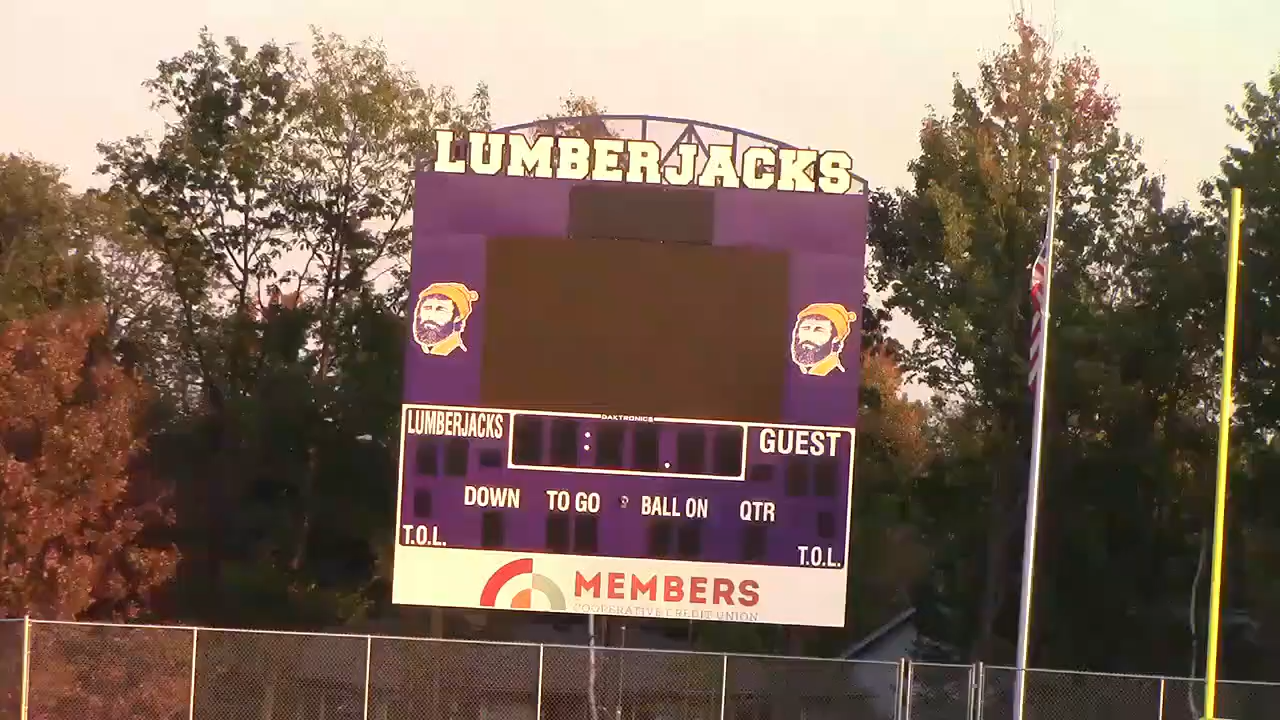 LUMBERJACKS
DAKTRONICS
LUMBERJACKS
GUEST
DOWN TO GO BALL ON QTR
T.O.L.
T.O.L.
MEMBERS
COOPERATIVE CREDIT UNION